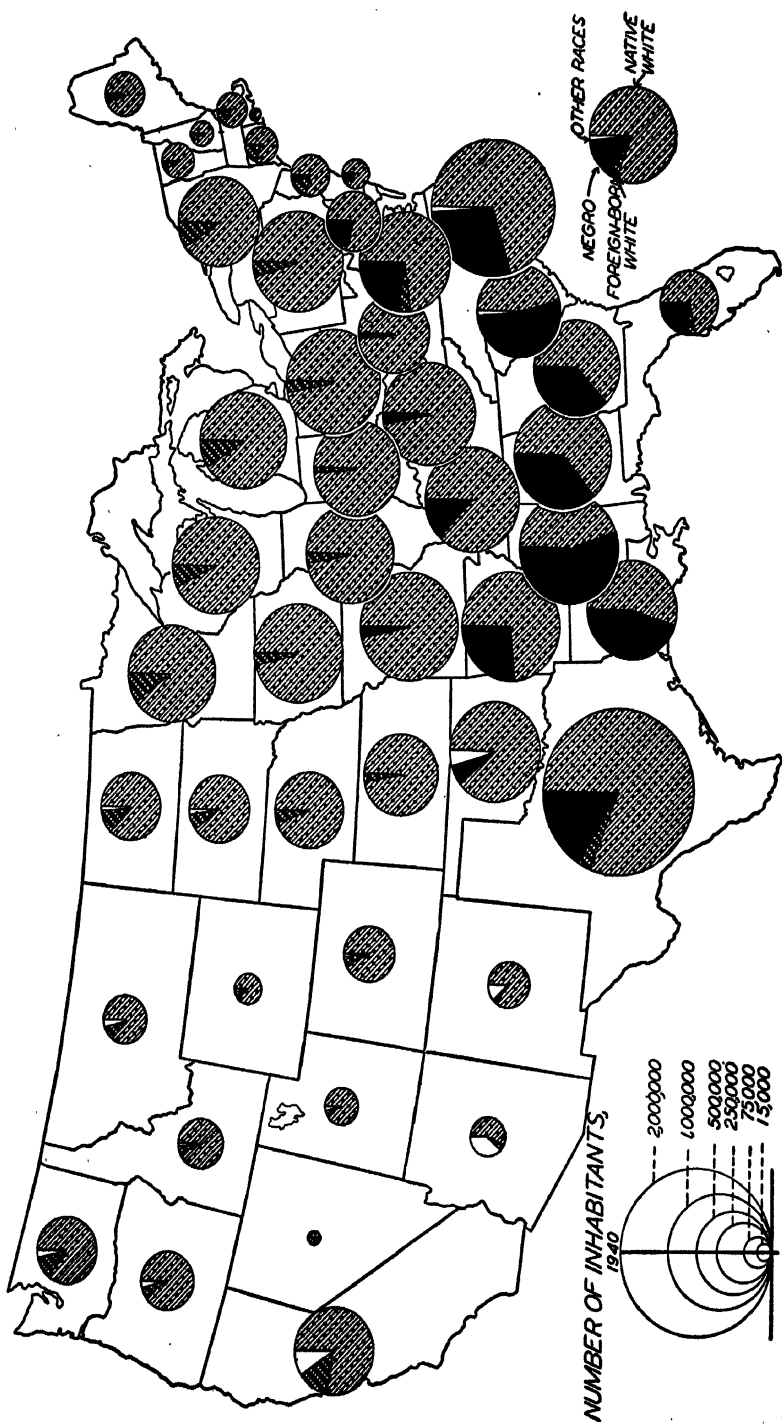 NUMBER OF INHABITANTS,
1940
2,000,000
1,000,000
500,000
250,000
75,000
15,000
NEGRO
OTHER RACES
FOREIGN-BORN
WHITE
NATIVE
WHITE